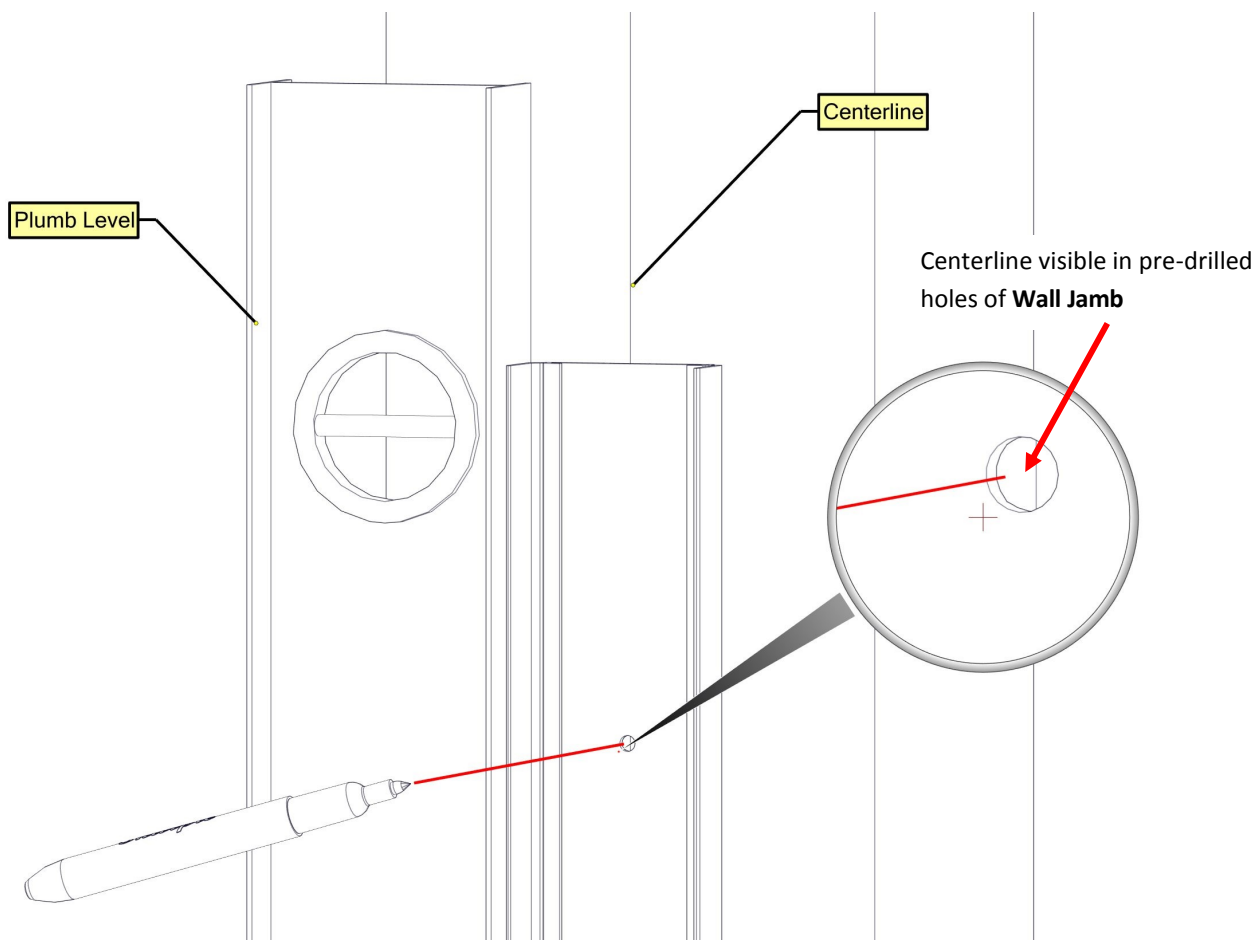 Centerline
Plumb Level
Centerline visible in pre-drilled
holes of Wall Jamb